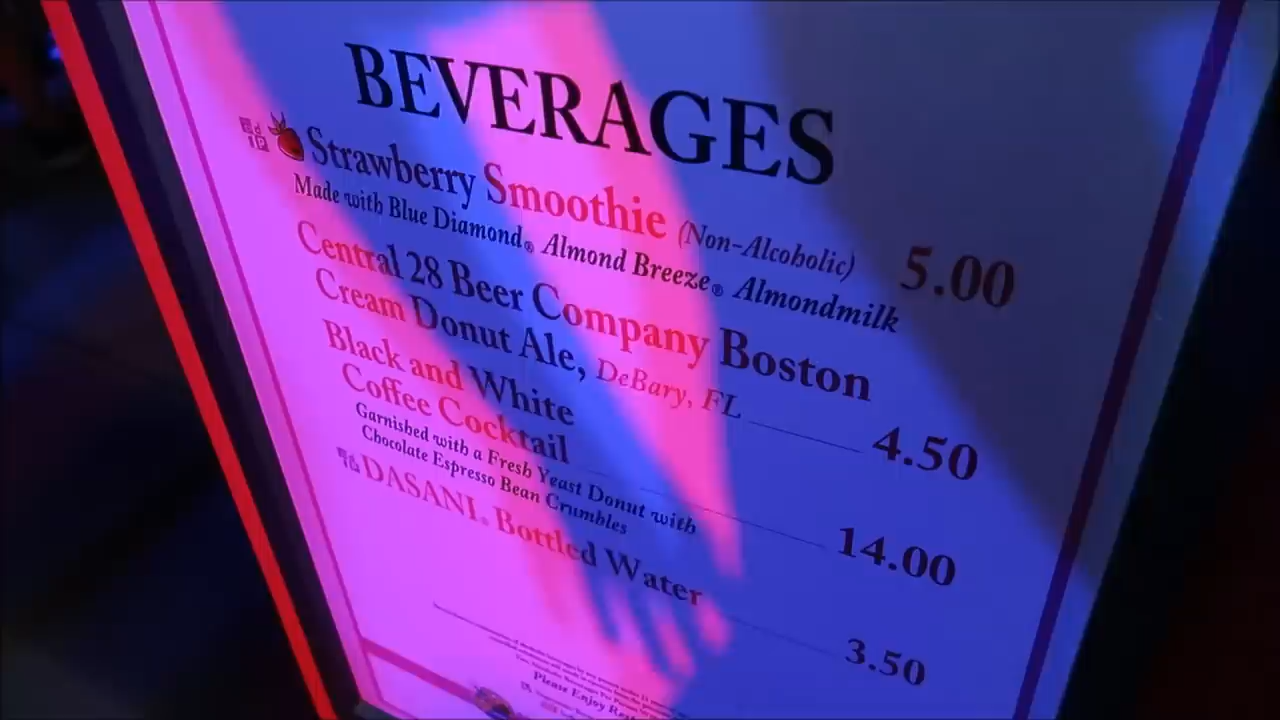 BEVERAGES
Strawberry Smoothie (Non-Alcoholic) 5.00
Made with Blue Diamond® Almond Breeze® Almondmilk
Central 28 Beer Company Boston
Cream Donut Ale, DeBary, FL 4.50
Black and White
Coffee Cocktail 14.00
Garnished with a Fresh Yeast Donut with
Chocolate Espresso Bean Crumbles
DASANI® Bottled Water 3.50
Please Enjoy